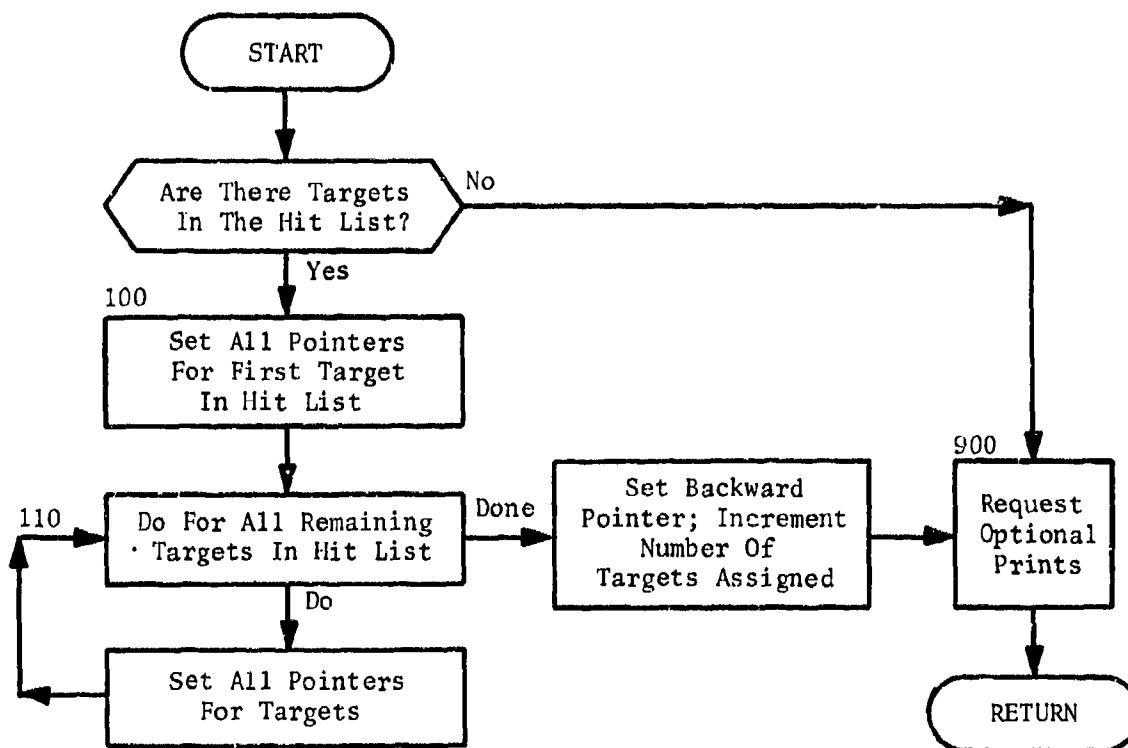 START
Are There Targets
In The Hit List?
No
Yes
100
Set All Pointers
For First Target
In Hit List
110
Do For All Remaining
Targets In Hit List
Done
Do
Set All Pointers
For Targets
Set Backward
Pointer; Increment
Number Of
Targets Assigned
900
Request
Optional
Prints
RETURN